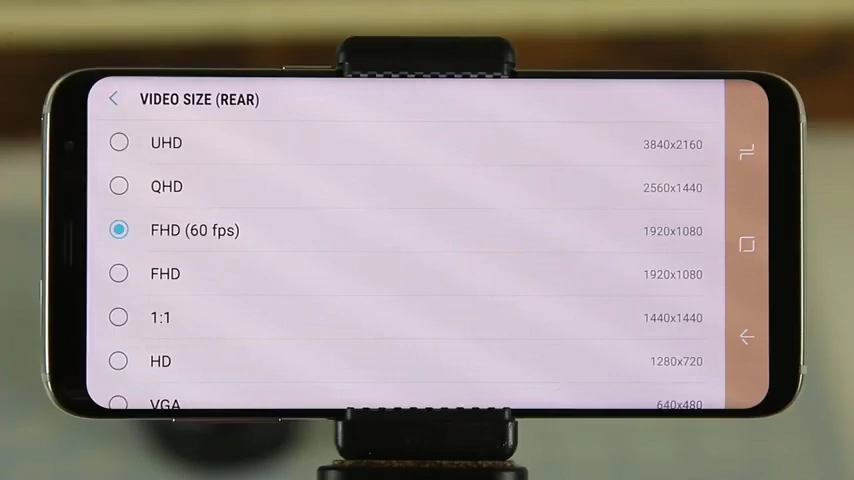 VIDEO SIZE (REAR)
UHD 3840x2160
QHD 2560x1440
FHD (60 fps) 1920x1080
FHD 1920x1080
1:1 1440x1440
HD 1280x720
VGA 640x480